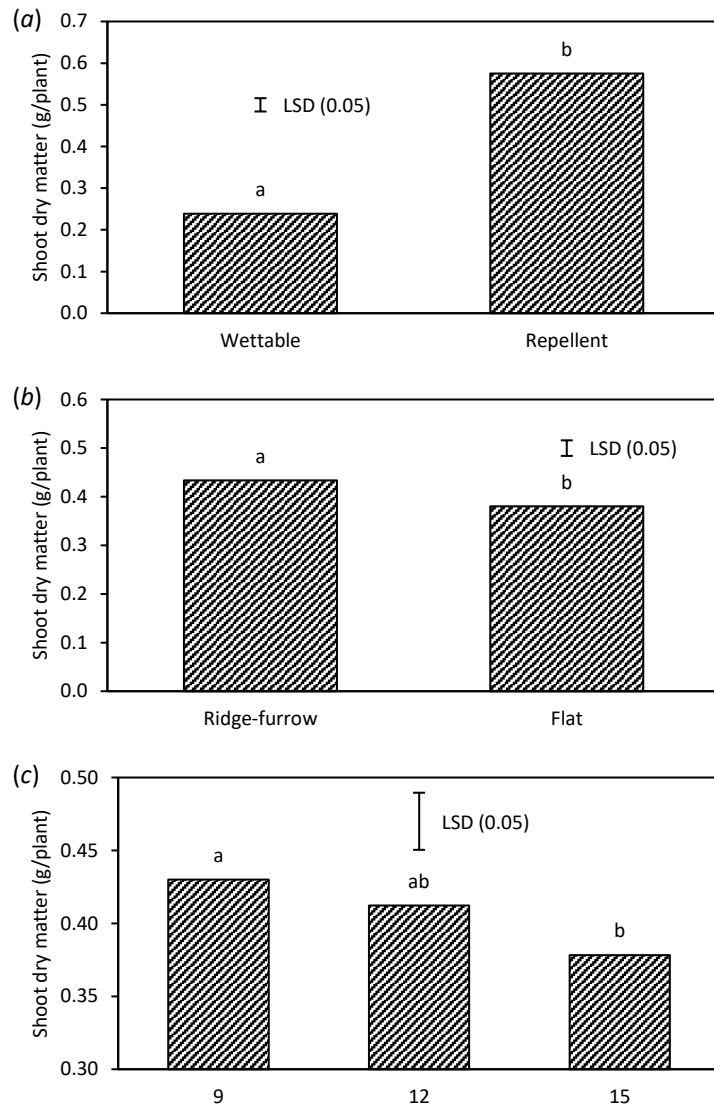 (a)
Shoot dry matter (g/plant)
0.7
0.6
0.5
0.4
0.3
0.2
0.1
0.0
a
b
LSD (0.05)
Wettable
Repellent
(b)
Shoot dry matter (g/plant)
0.6
0.5
0.4
0.3
0.2
0.1
0.0
a
b
LSD (0.05)
Ridge-furrow
Flat
(c)
Shoot dry matter (g/plant)
0.50
0.45
0.40
0.35
0.30
a
ab
b
LSD (0.05)
9
12
15